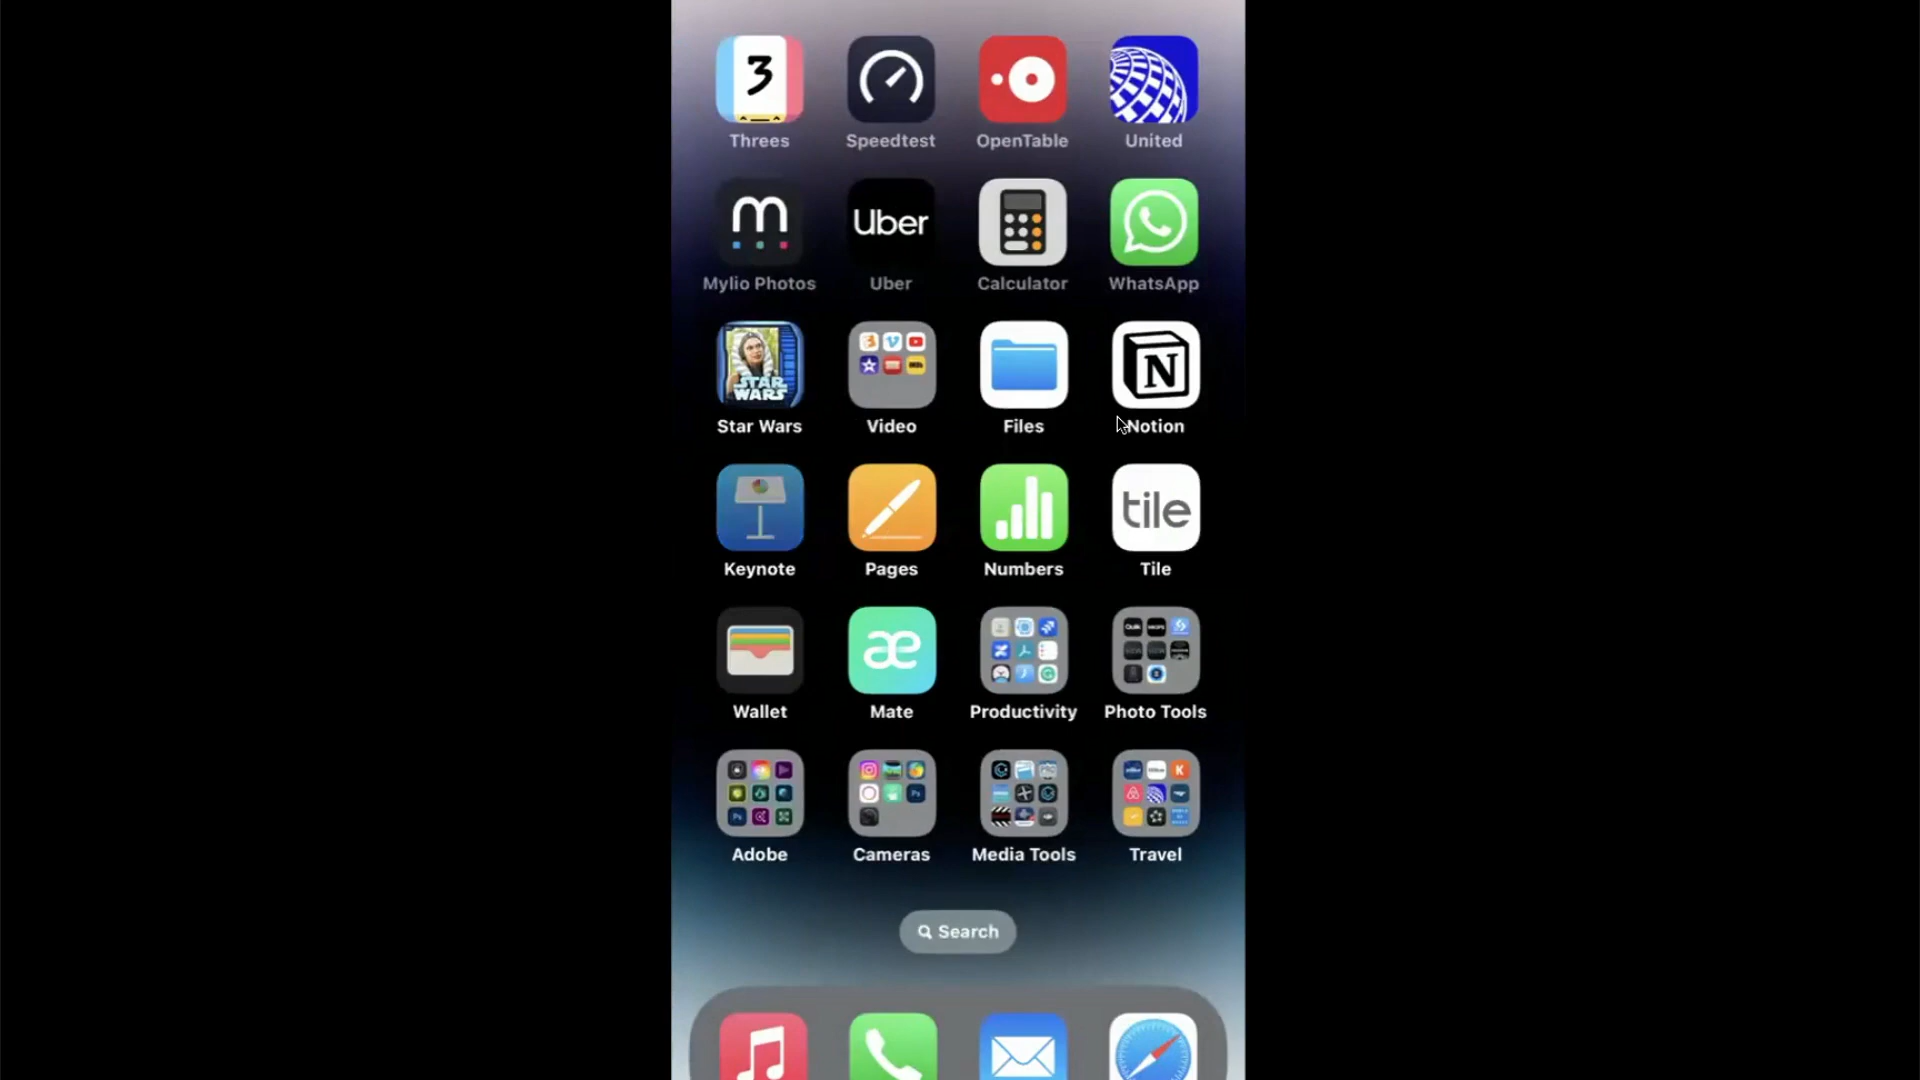 3
Threes
Speedtest
OpenTable
United
m
Mylio Photos
Uber
Uber
Calculator
WhatsApp
STAR
WARS
Star Wars
Video
Files
N
Notion
Keynote
Pages
Numbers
tile
Tile
Wallet
æ
Mate
Productivity
Photo Tools
Adobe
Cameras
Media Tools
K
Travel
Search